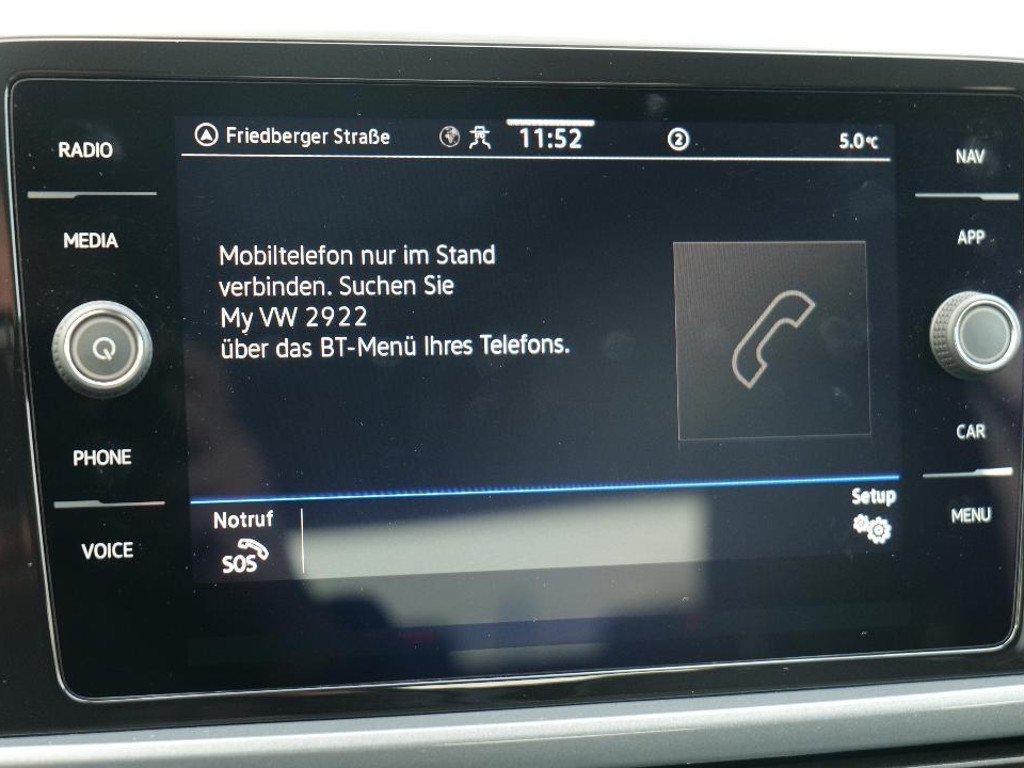 RADIO
MEDIA
PHONE
VOICE
Friedberger Straße
11:52
2
5.0°C
Mobiltelefon nur im Stand
verbinden. Suchen Sie
My VW 2922
über das BT-Menü Ihres Telefons.
Notruf
SOS
Setup
NAV
APP
CAR
MENU